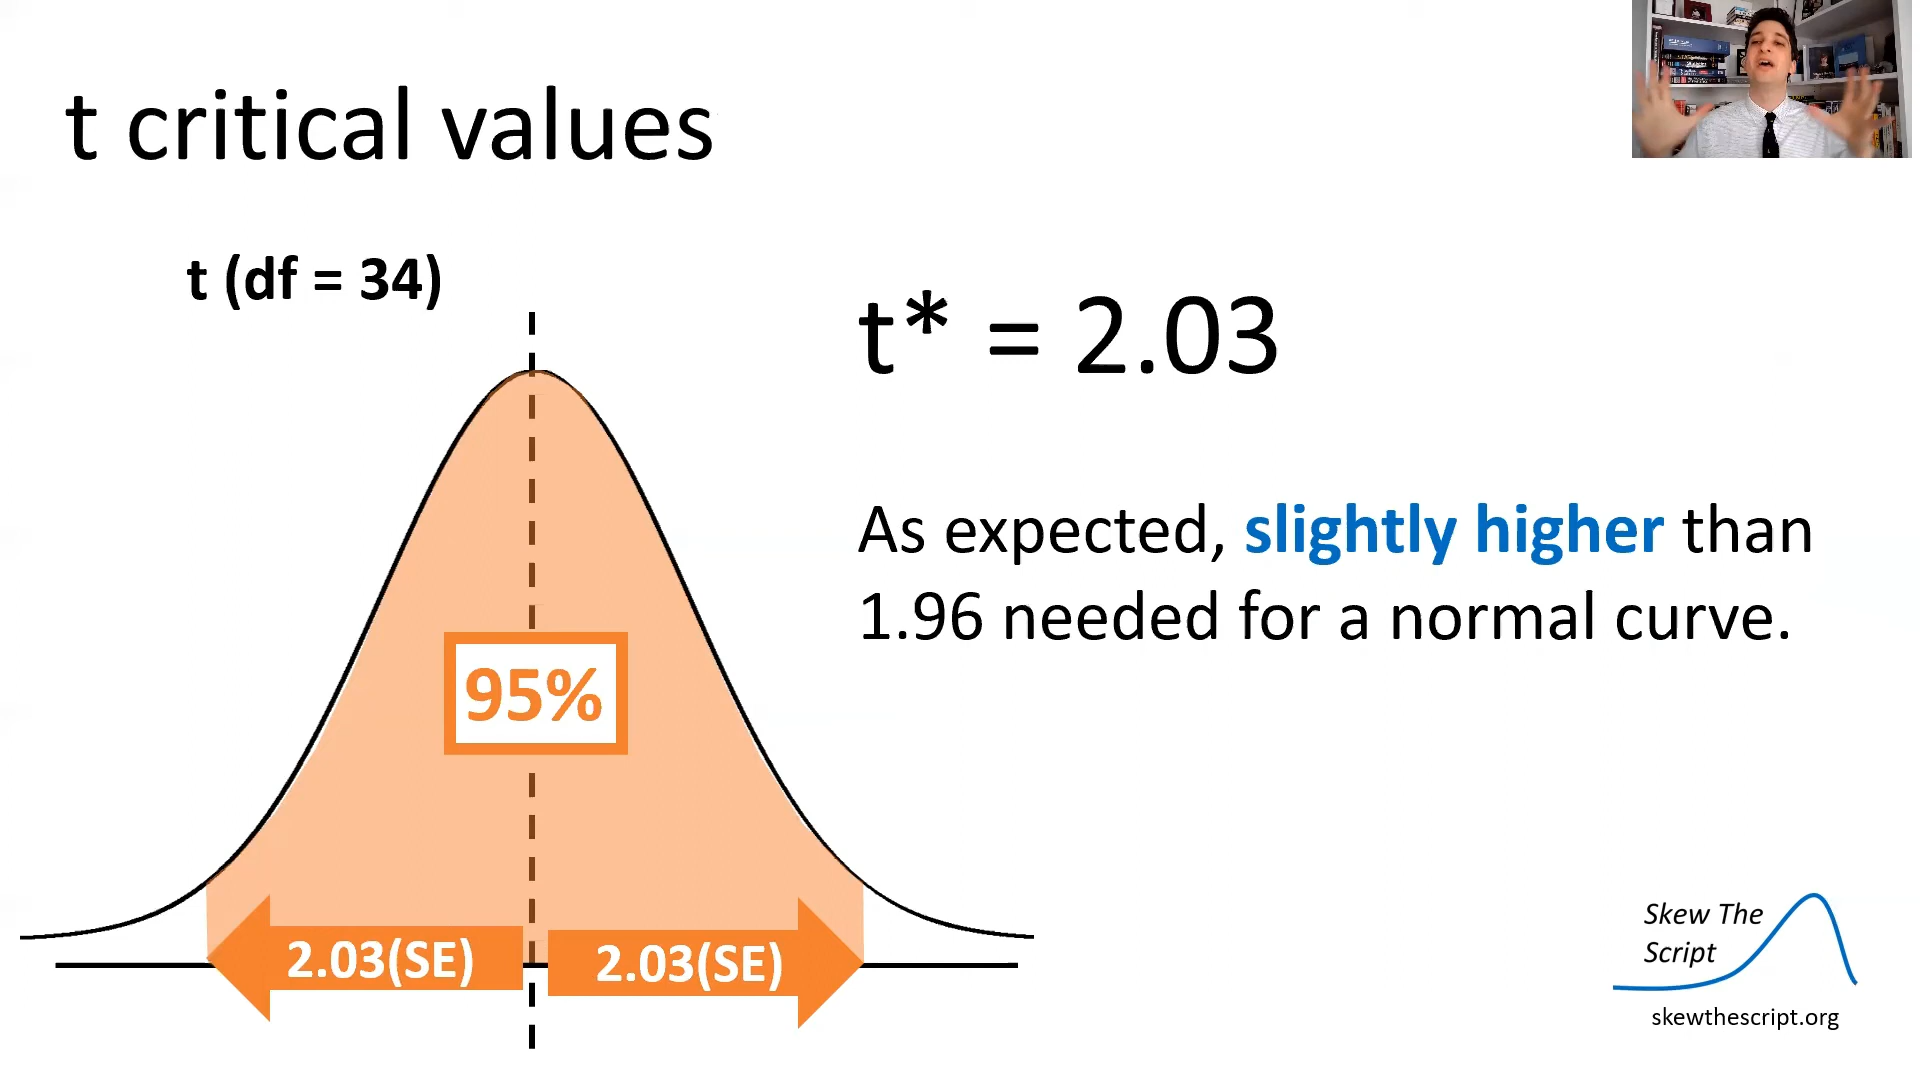 t critical values
t (df = 34)
t* = 2.03
As expected, slightly higher than
1.96 needed for a normal curve.
95%
2.03(SE)
2.03(SE)
Skew The
Script
skewthescript.org